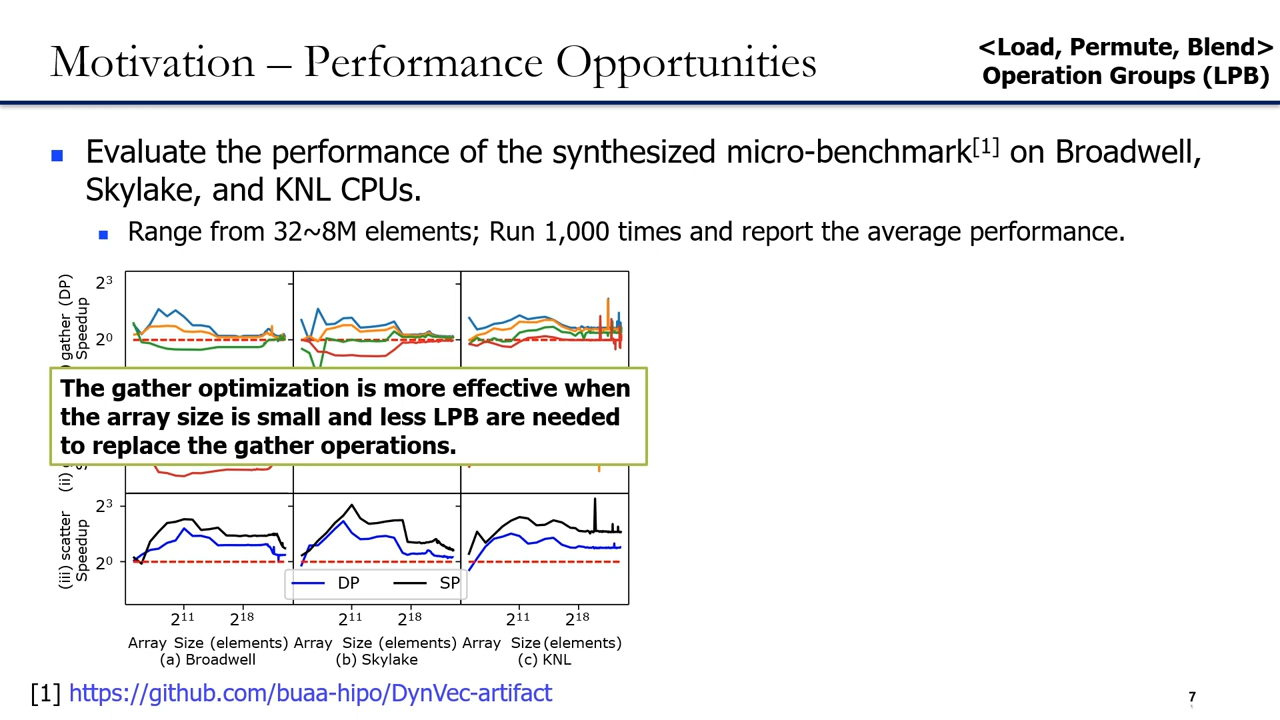 Motivation – Performance Opportunities
<Load, Permute, Blend>
Operation Groups (LPB)
Evaluate the performance of the synthesized micro-benchmark[1] on Broadwell,
Skylake, and KNL CPUs.
Range from 32~8M elements; Run 1,000 times and report the average performance.
gather (DP)
Speedup
2³
2⁰
The gather optimization is more effective when
the array size is small and less LPB are needed
to replace the gather operations.
(ii)
(iii) scatter
Speedup
2³
2⁰
DP SP
2¹¹ 2¹⁸ 2¹¹ 2¹⁸ 2¹¹ 2¹⁸
Array Size (elements) Array Size (elements) Array Size (elements)
(a) Broadwell (b) Skylake (c) KNL
[1] https://github.com/buaa-hipo/DynVec-artifact
7